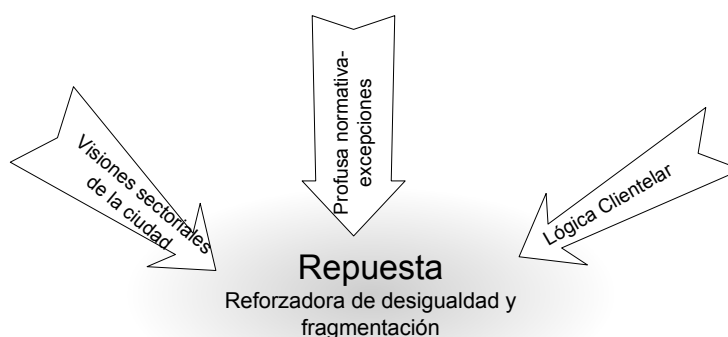 Visiones sectoriales
de la ciudad
Profusa normativa-
excepciones
Lógica Clientelar
Repuesta
Reforzadora de desigualdad y
fragmentación